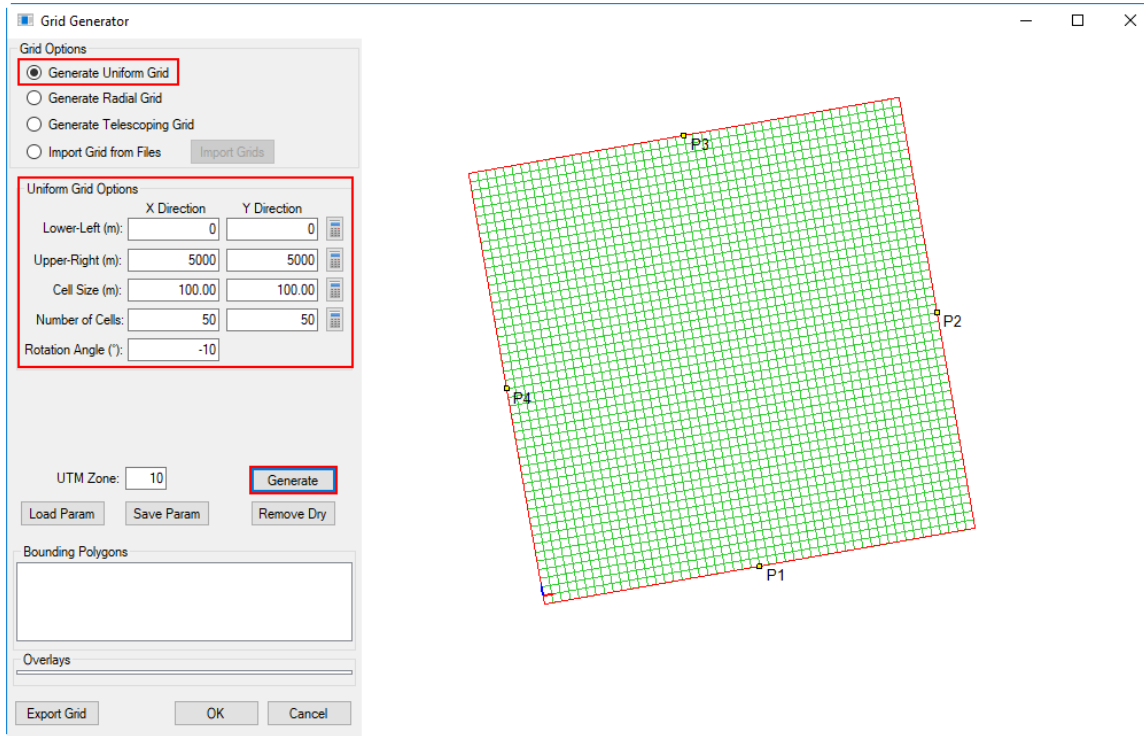 Grid Generator
Grid Options
Generate Uniform Grid
Generate Radial Grid
Generate Telescoping Grid
Import Grid from Files Import Grids
Uniform Grid Options
X Direction Y Direction
Lower-Left (m): 0 0
Upper-Right (m): 5000 5000
Cell Size (m): 100.00 100.00
Number of Cells: 50 50
Rotation Angle (°): -10
UTM Zone: 10 Generate
Load Param Save Param Remove Dry
Bounding Polygons
Overlays
Export Grid OK Cancel
P3
P2
P4
P1